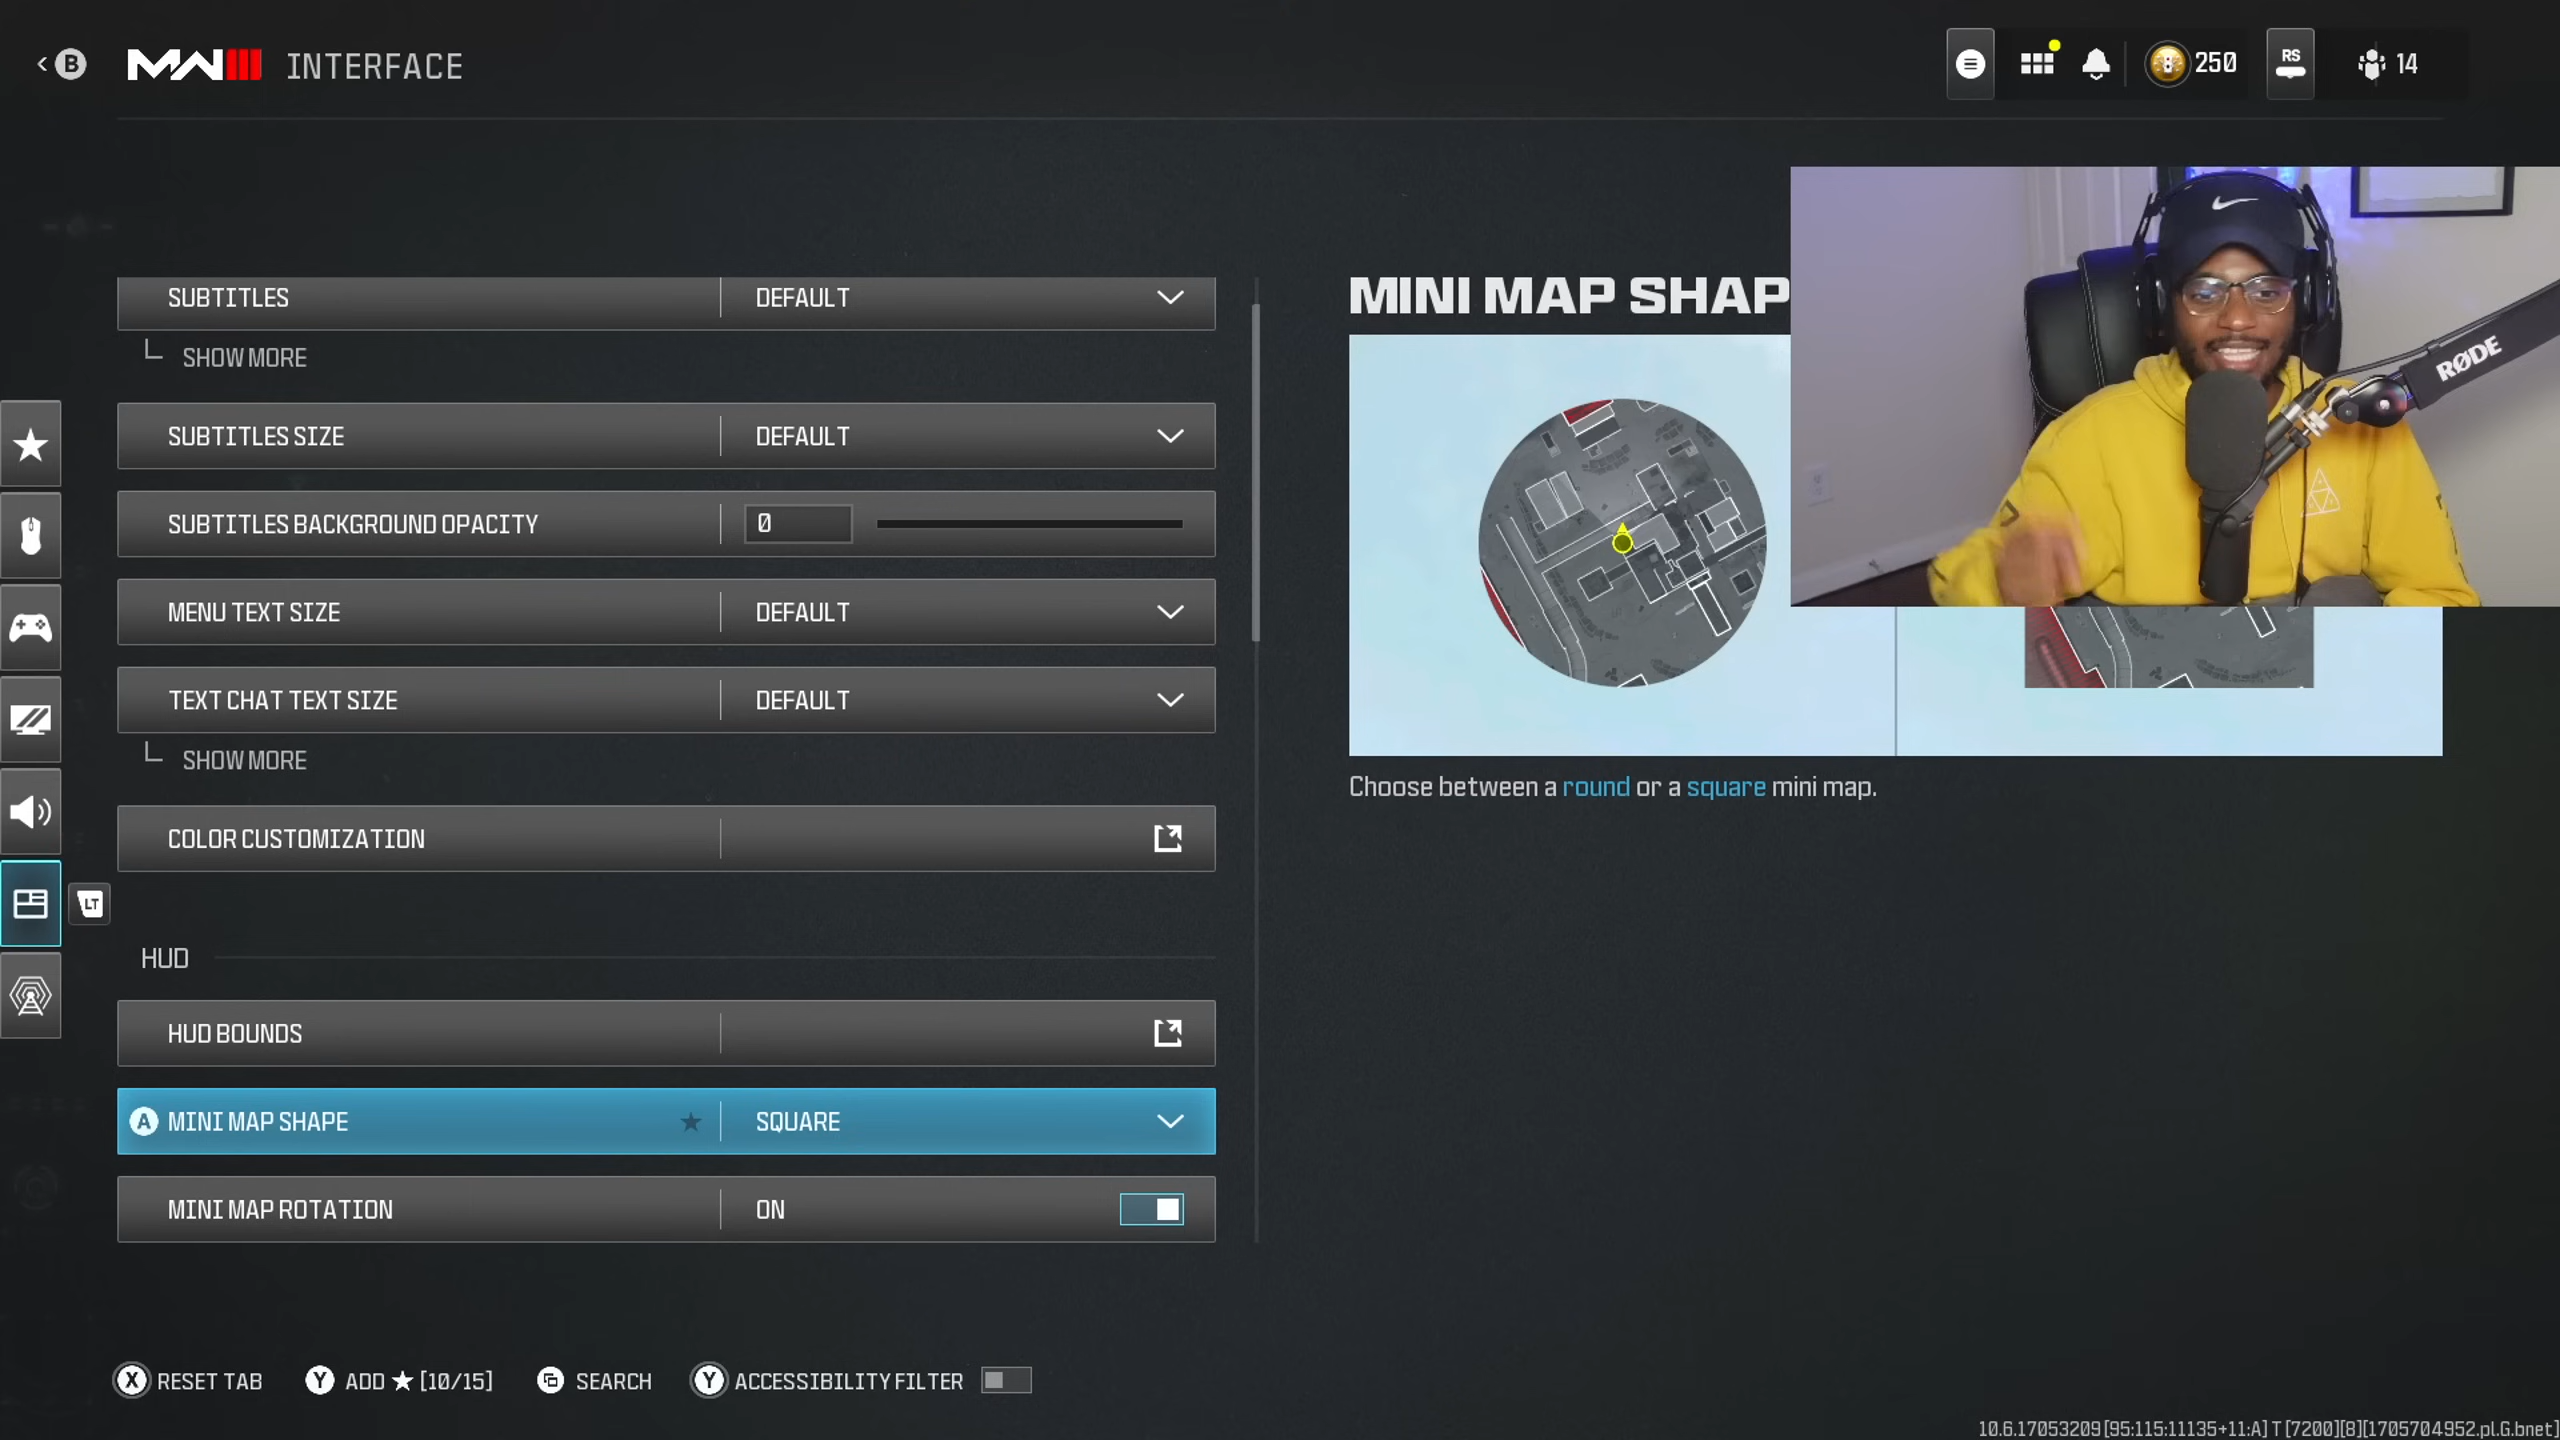 B
MWIII INTERFACE
250
RS
14
SUBTITLES DEFAULT
SHOW MORE
SUBTITLES SIZE DEFAULT
SUBTITLES BACKGROUND OPACITY 0
MENU TEXT SIZE DEFAULT
TEXT CHAT TEXT SIZE DEFAULT
SHOW MORE
COLOR CUSTOMIZATION
LT
HUD
HUD BOUNDS
A MINI MAP SHAPE ★ SQUARE
MINI MAP ROTATION ON
MINI MAP SHAP
RØDE
Choose between a round or a square mini map.
X RESET TAB Y ADD ★ [10/15] SEARCH Y ACCESSIBILITY FILTER
10.6.17053209 [95:115:11135+11:A] T [7200][8][1705704952.pl.G.bnet]